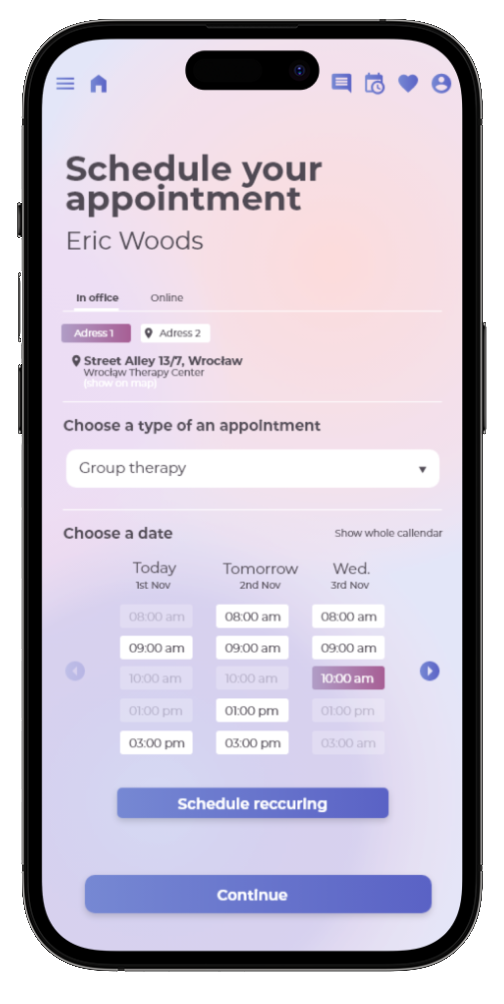 Schedule your
appointment
Eric Woods
In office Online
Adress 1 Adress 2
Street Alley 13/7, Wrocław
Wrocław Therapy Center
(show on map)
Choose a type of an appointment
Group therapy
Choose a date Show whole callendar
Today Tomorrow Wed.
1st Nov 2nd Nov 3rd Nov
08:00 am 08:00 am 08:00 am
09:00 am 09:00 am 09:00 am
10:00 am 10:00 am 10:00 am
01:00 pm 01:00 pm 01:00 pm
03:00 pm 03:00 pm 03:00 am
Schedule reccuring
Continue